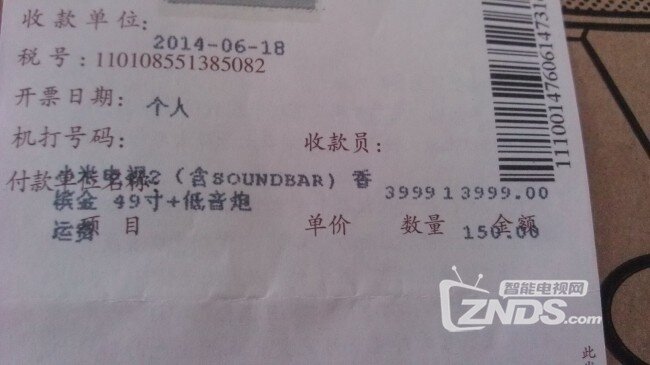 收款单位:
2014-06-18
税号:110108551385082
开票日期: 个人
机打号码: 收款员:
付款单位名称:
小米电视2（含SOUNDBAR）香 3999 1 3999.00
槟金 49寸+低音炮
项 目 单价 数量 金额
运费 150.00
智能电视网
ZNDS.com
此